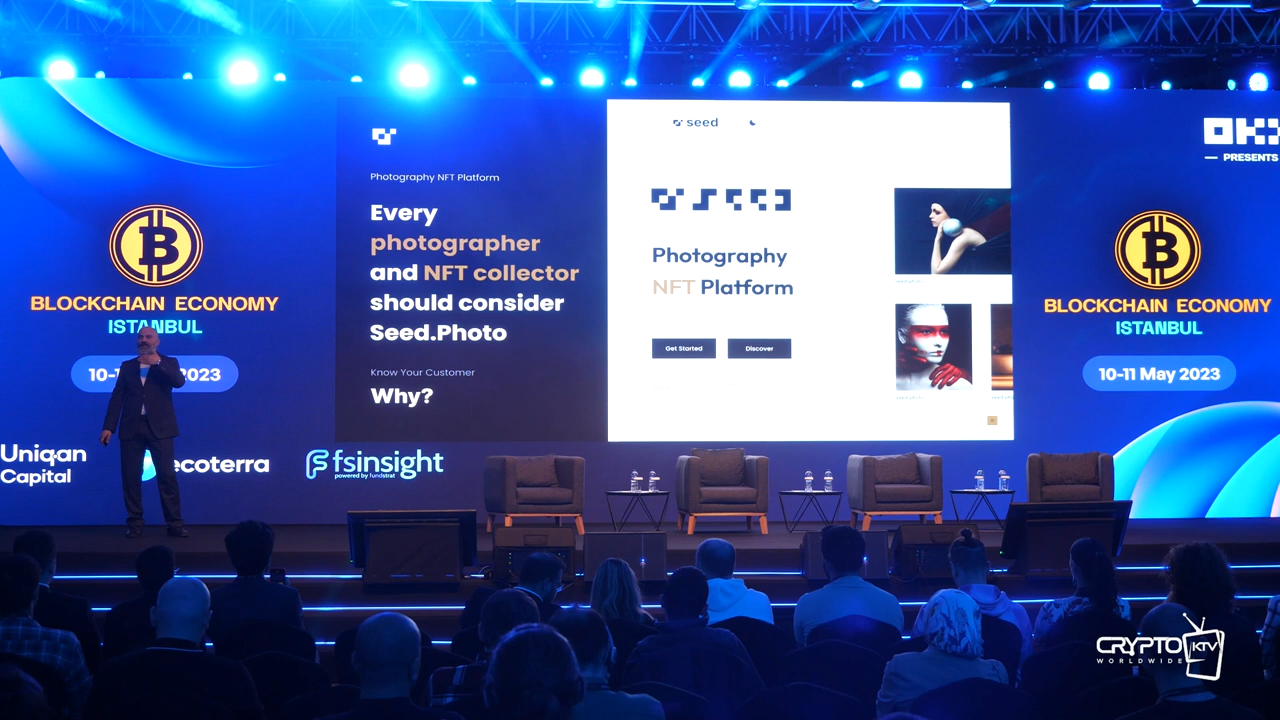 BLOCKCHAIN ECONOMY
ISTANBUL
2023
Uniqan
Capital
ecoterra
fsinsight
powered by fundstrat
Photography NFT Platform
Every
photographer
and NFT collector
should consider
Seed.Photo
Know Your Customer
Why?
seed
Photography
NFT Platform
Get Started
Discover
PRESENTS
BLOCKCHAIN ECONOMY
ISTANBUL
10-11 May 2023
CRYPTO KTV
WORLDWIDE